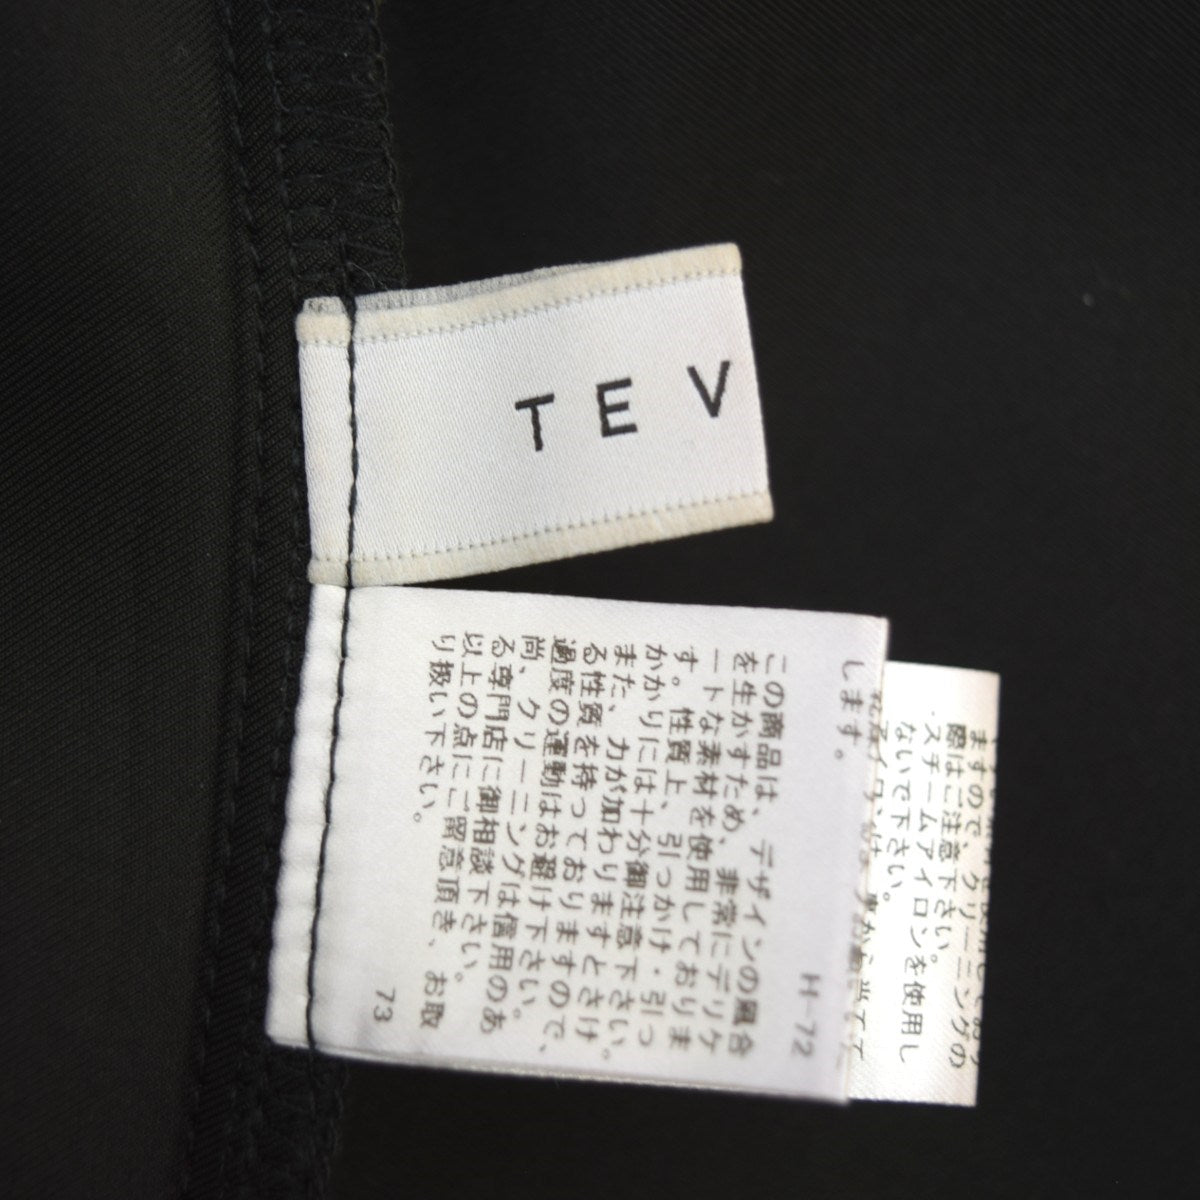 TEV
します。
H-72
この商品は、デザインの風合
を生かすため、非常にデリケ
ートな素材を使用しておりま
す。性質上、引っかけ・引っ
かかりには十分御注意下さい。
また、力が加わりますとさけ
る性質を持っておりますので、
過度の運動はお避け下さい。
尚、クリーニングは信用のあ
る専門店に御相談下さい。
以上の点にご留意頂き、お取
り扱い下さい。
73
ますので、クリーニングの
際はご注意下さい。
・スチームアイロンを使用し
ないで下さい。